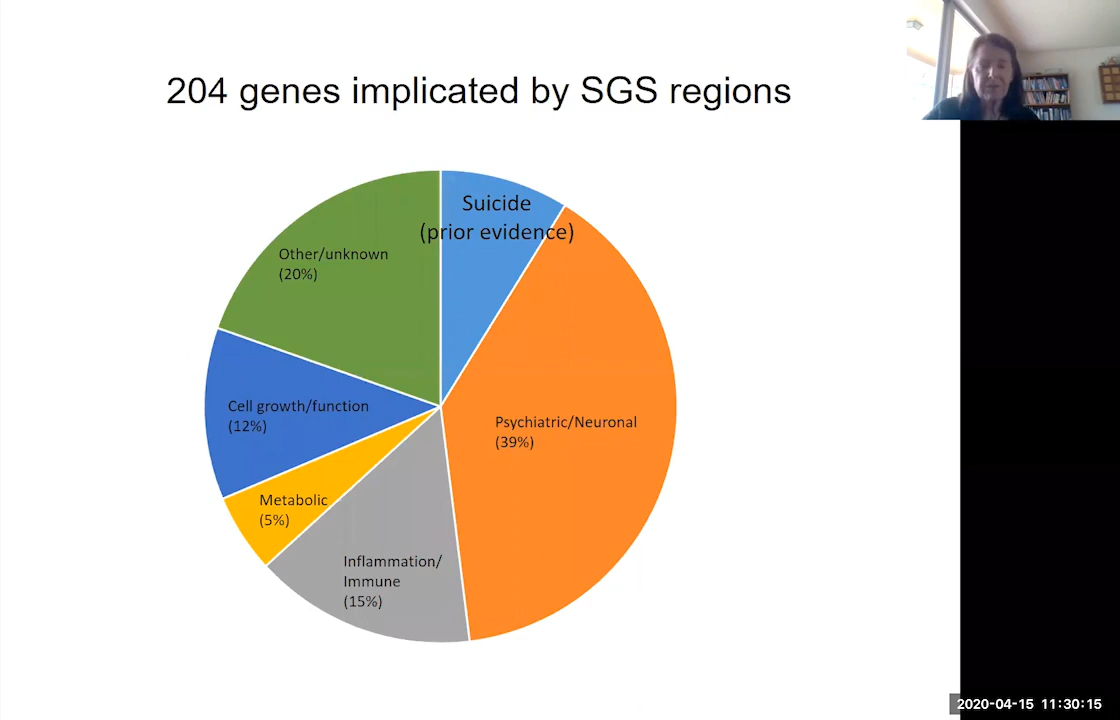 204 genes implicated by SGS regions
Suicide
(prior evidence)
Other/unknown
(20%)
Cell growth/function
(12%)
Psychiatric/Neuronal
(39%)
Metabolic
(5%)
Inflammation/
Immune
(15%)
2020-04-15 11:30:15